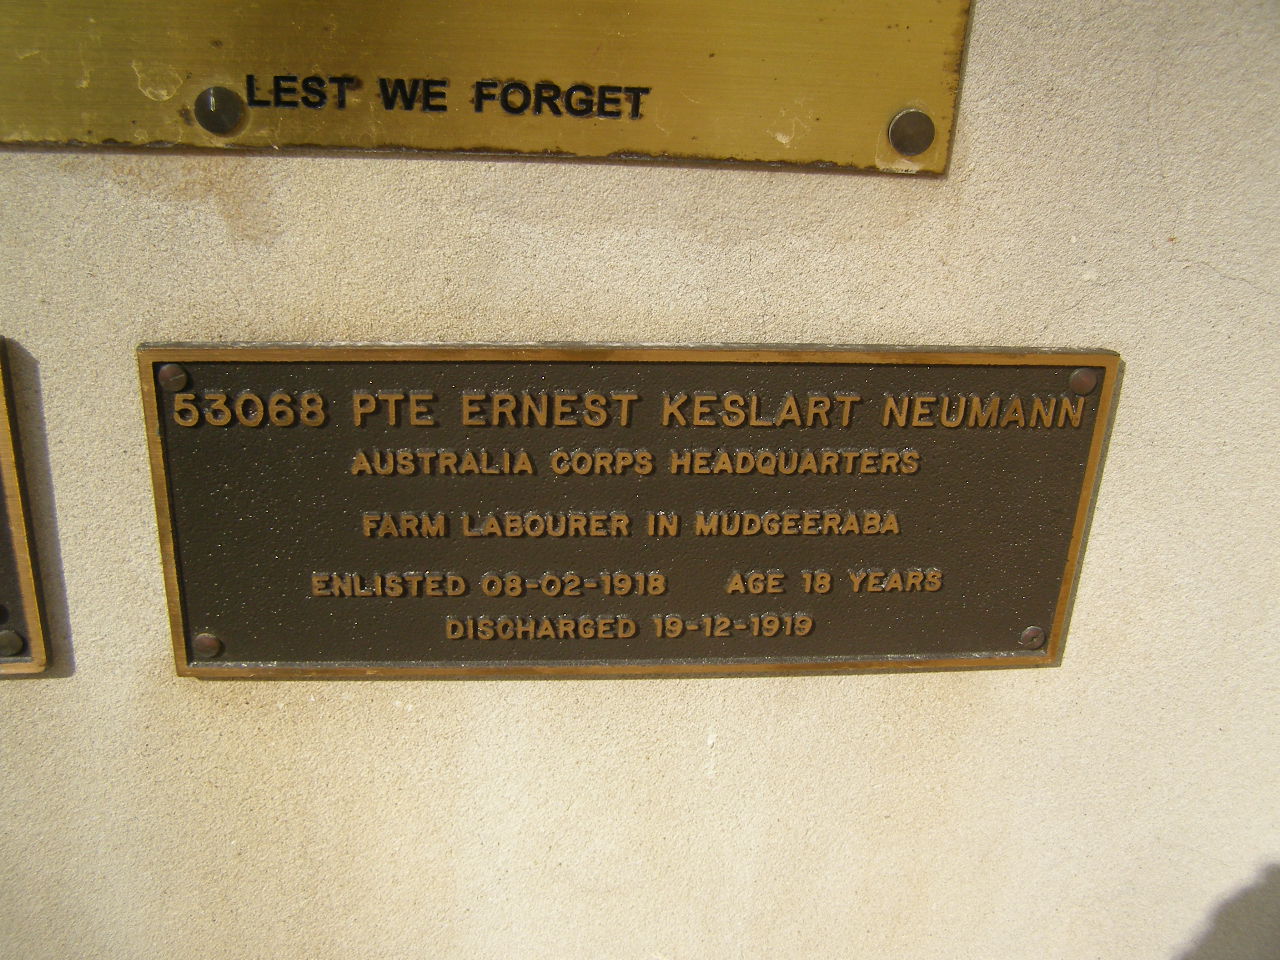 LEST WE FORGET
53068 PTE ERNEST KESLART NEUMANN
AUSTRALIA CORPS HEADQUARTERS
FARM LABOURER IN MUDGEERABA
ENLISTED 08-02-1918 AGE 18 YEARS
DISCHARGED 19-12-1919